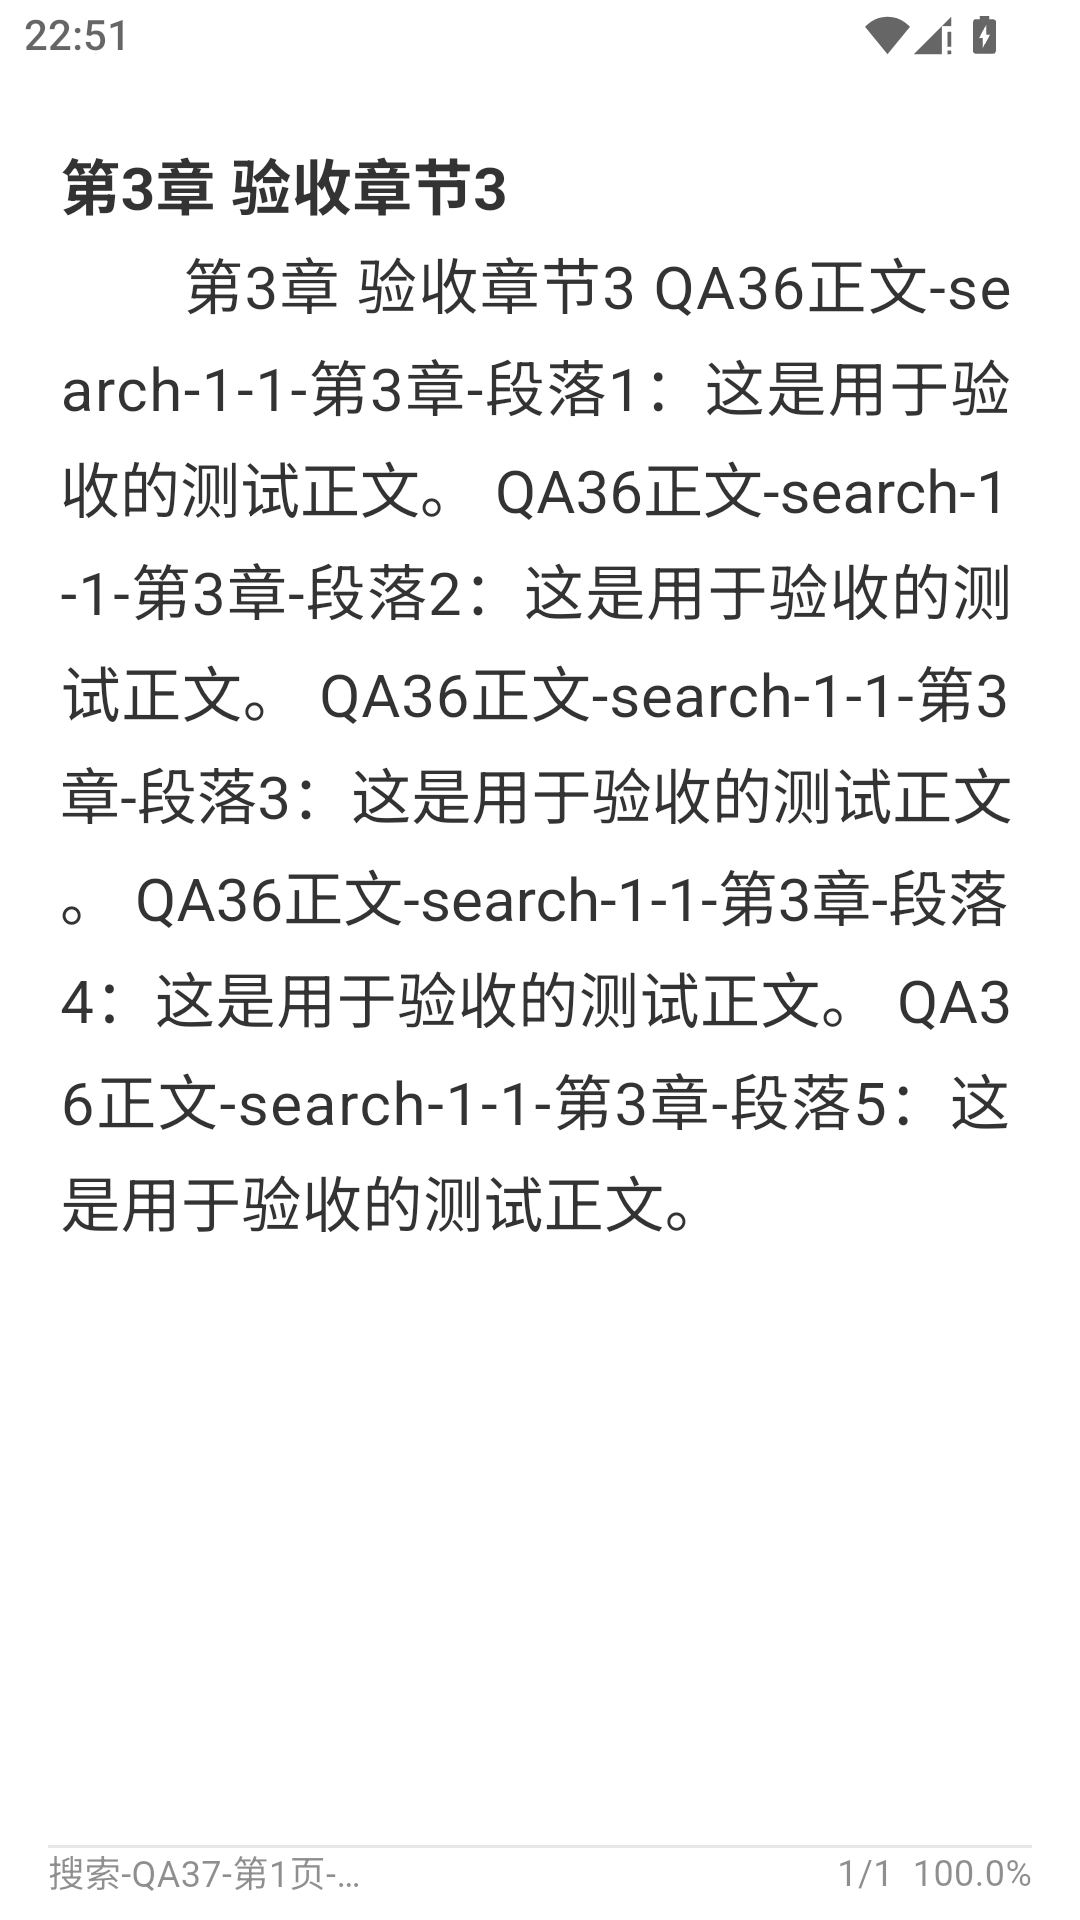 22:51
第3章 验收章节3
第3章 验收章节3 QA36正文-se
arch-1-1-第3章-段落1：这是用于验
收的测试正文。 QA36正文-search-1
-1-第3章-段落2：这是用于验收的测
试正文。 QA36正文-search-1-1-第3
章-段落3：这是用于验收的测试正文
。 QA36正文-search-1-1-第3章-段落
4：这是用于验收的测试正文。 QA3
6正文-search-1-1-第3章-段落5：这
是用于验收的测试正文。
搜索-QA37-第1页-... 1/1 100.0%